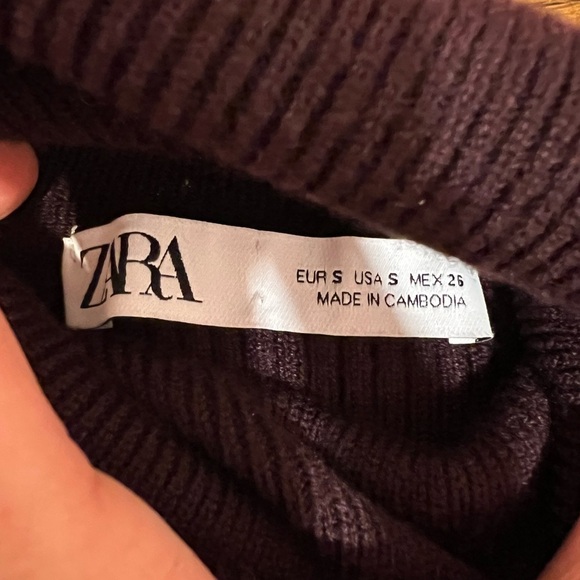 ZARA
EUR S USA S MEX 26
MADE IN CAMBODIA